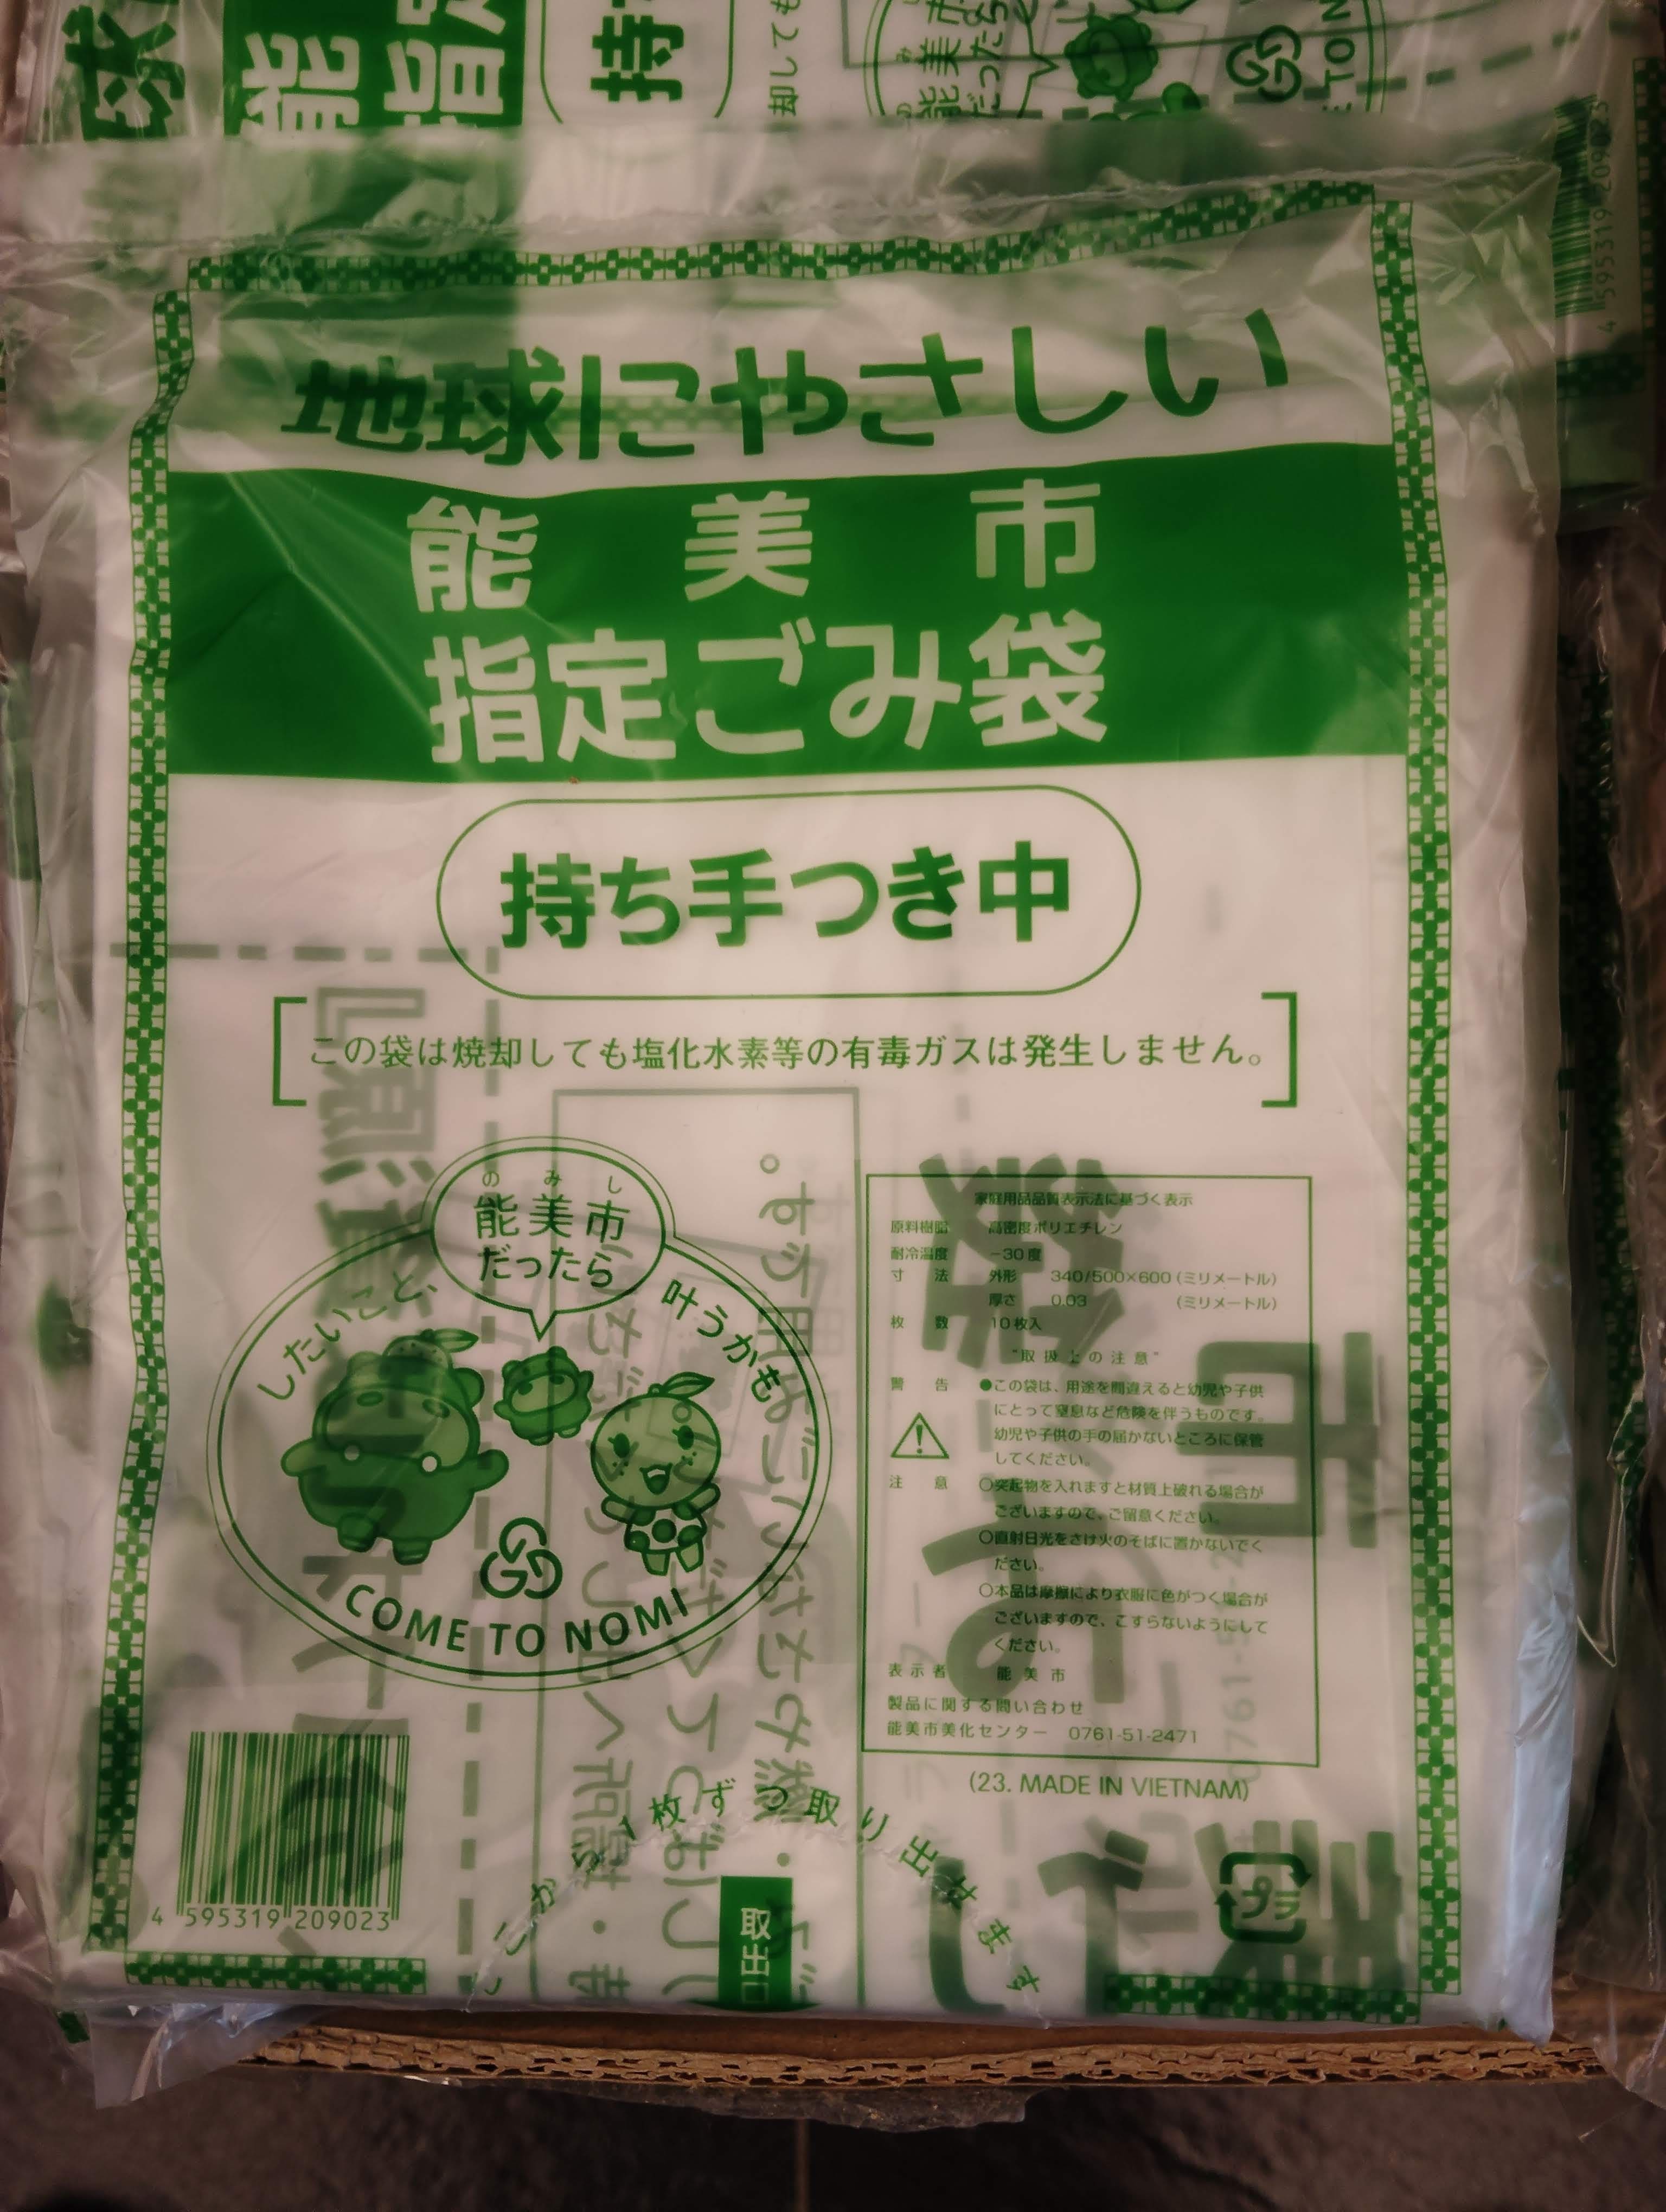 地球にやさしい
能美市
指定ごみ袋
持ち手つき中
この袋は焼却しても塩化水素等の有毒ガスは発生しません。
のみし
能美市
だったら
したいこと、
叶うかも
COME TO NOMI
家庭用品品質表示法に基づく表示
原料樹脂 高密度ポリエチレン
耐冷温度 -30度
寸法 外形 340/500×600(ミリメートル)
厚さ 0.03 (ミリメートル)
枚数 10枚入
"取扱上の注意"
警告 ●この袋は、用途を間違えると幼児や子供
にとって窒息など危険を伴うものです。
幼児や子供の手の届かないところに保管
してください。
注意 ○突起物を入れますと材質上破れる場合が
ございますので、ご留意ください。
○直射日光をさけ火のそばに置かないでく
ださい。
○本品は摩擦により衣服に色がつく場合が
ございますので、こすらないようにして
ください。
表示者 能美市
製品に関する問い合わせ
能美市美化センター 0761-51-2471
(23. MADE IN VIETNAM)
ここから1枚ずつ取り出せます
取出口
プラ
4 595319 209023